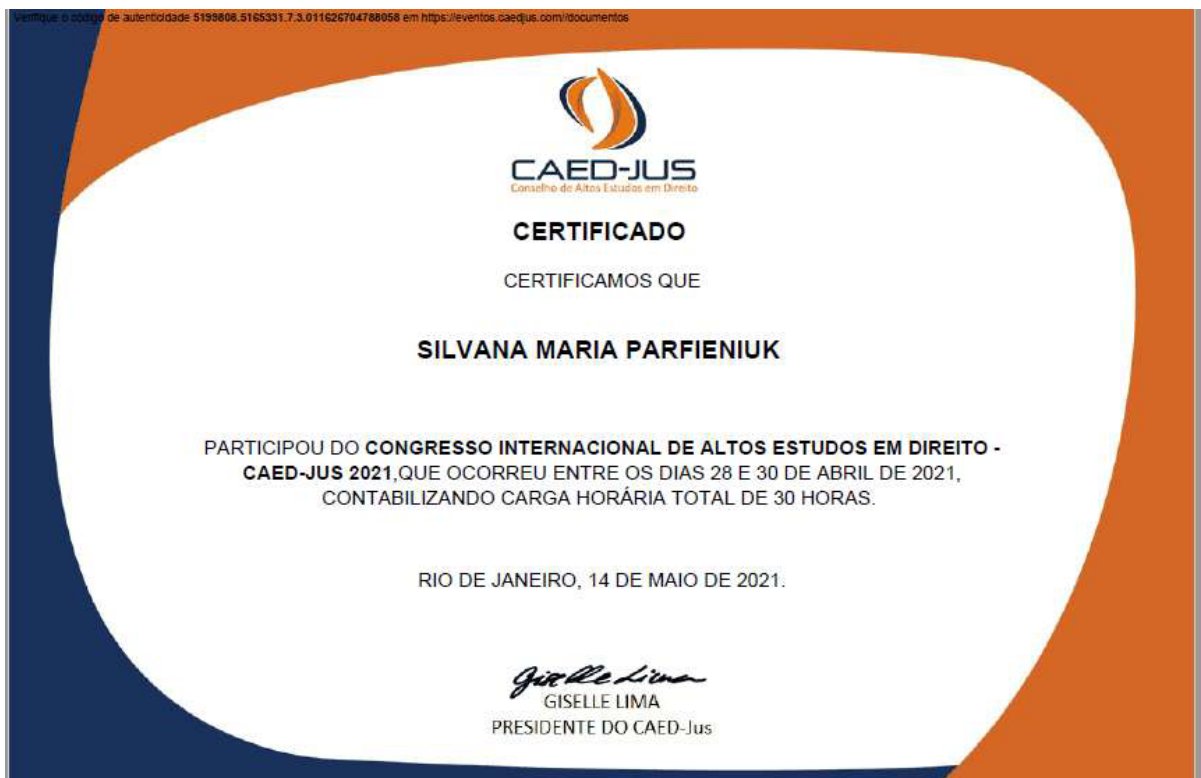 Verifique o código de autenticidade 5199808.5165331.7.3.011626704788058 em https://eventos.caedjus.com//documentos
CAED-JUS
Conselho de Altos Estudos em Direito
CERTIFICADO
CERTIFICAMOS QUE
SILVANA MARIA PARFIENIUK
PARTICIPOU DO CONGRESSO INTERNACIONAL DE ALTOS ESTUDOS EM DIREITO -
CAED-JUS 2021,QUE OCORREU ENTRE OS DIAS 28 E 30 DE ABRIL DE 2021,
CONTABILIZANDO CARGA HORÁRIA TOTAL DE 30 HORAS.
RIO DE JANEIRO, 14 DE MAIO DE 2021.
Giselle Lima
GISELLE LIMA
PRESIDENTE DO CAED-Jus